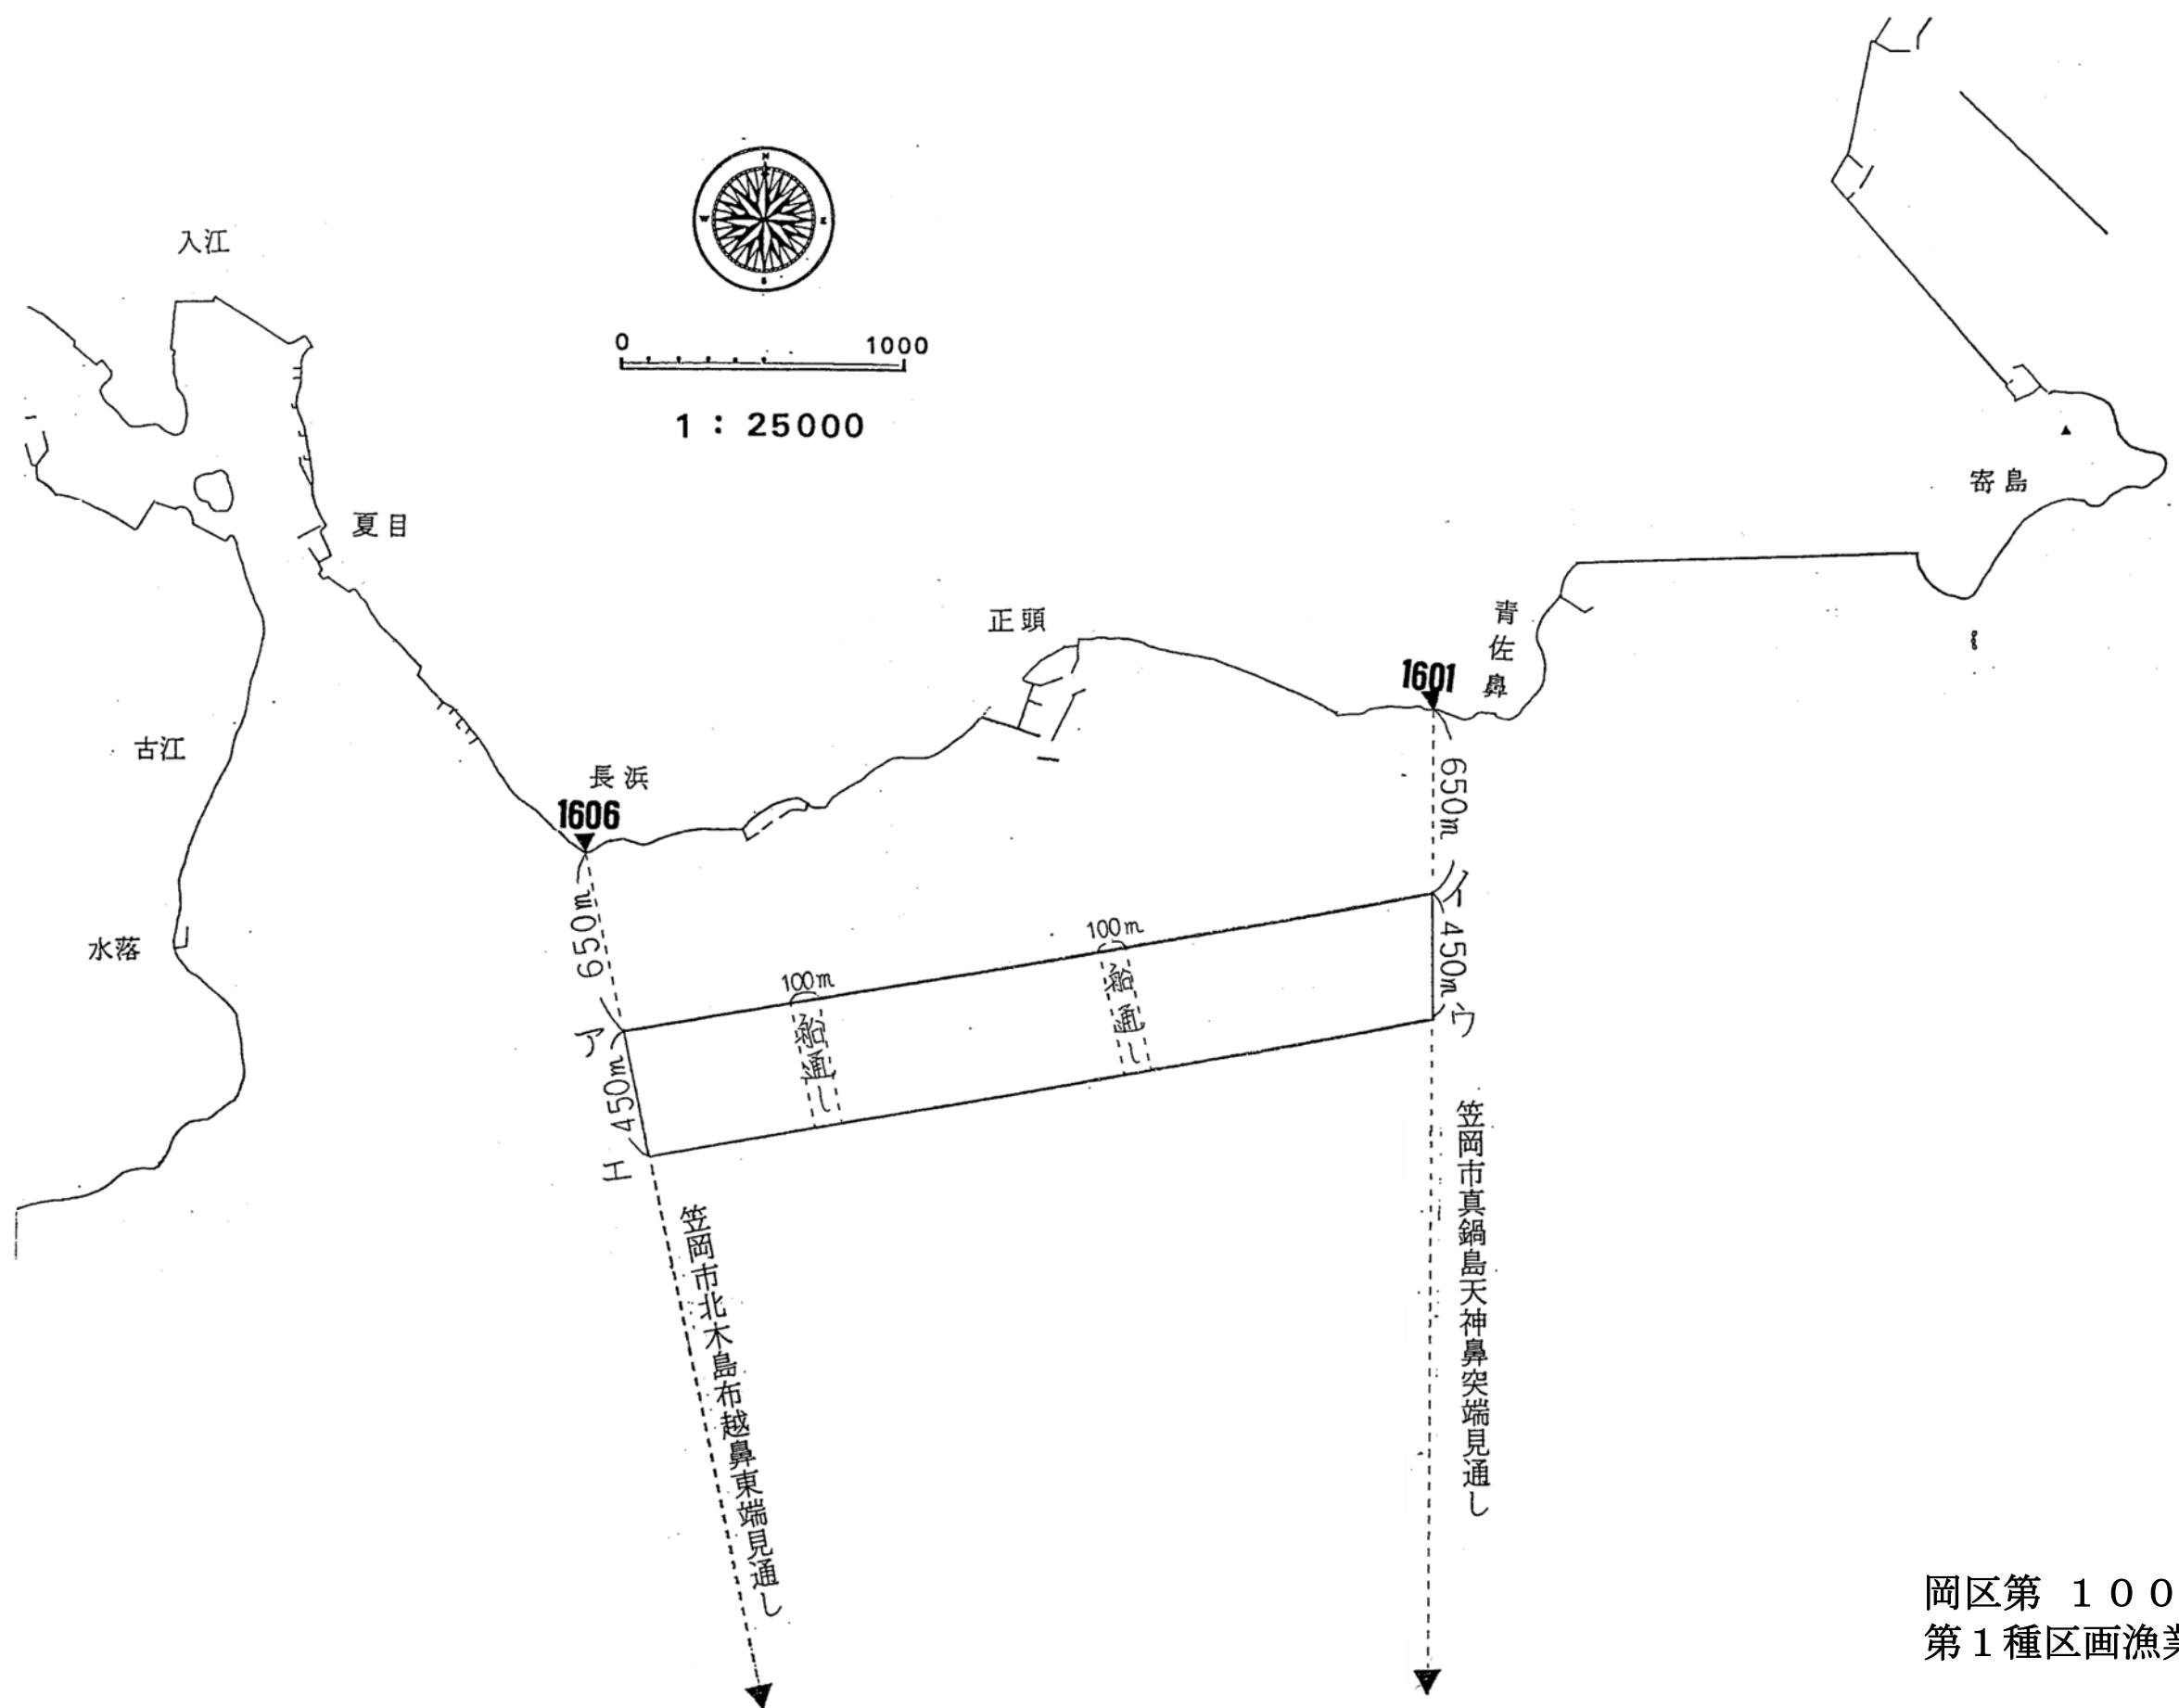 N
W
E
S
0 1000
1 : 25000
入江
夏目
寄島
正頭
青佐鼻
1601
古江
長浜
1606
水落
650m
650m
イ
100m
船通し
100m
船通し
450m
ア
ウ
450m
エ
笠岡市北木島布越鼻東端見通し
笠岡市真鍋島天神鼻突端見通し
岡区第 １００
第１種区画漁業